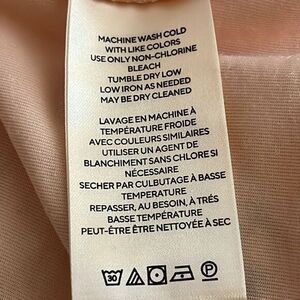 MACHINE WASH COLD
WITH LIKE COLORS
USE ONLY NON-CHLORINE
BLEACH
TUMBLE DRY LOW
LOW IRON AS NEEDED
MAY BE DRY CLEANED
LAVAGE EN MACHINE À
TEMPÉRATURE FROIDE
AVEC COULEURS SIMILAIRES
UTILISER UN AGENT DE
BLANCHIMENT SANS CHLORE SI
NÉCESSAIRE
SECHER PAR CULBUTAGE À BASSE
TEMPERATURE
REPASSER, AU BESOIN, À TRÉS
BASSE TEMPÉRATURE
PEUT-ÊTRE ÊTRE NETTOYÉE À SEC
30 P